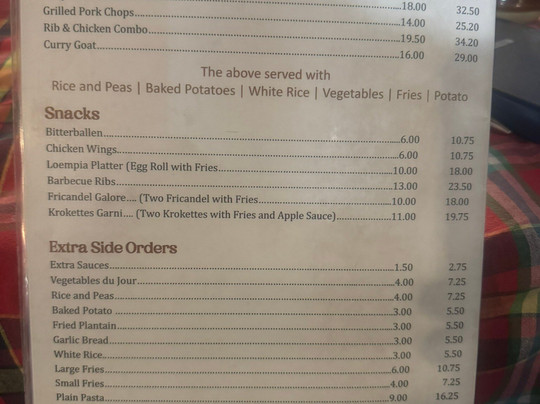 18.00 32.50
Grilled Pork Chops 14.00 25.20
Rib & Chicken Combo 19.50 34.20
Curry Goat 16.00 29.00
The above served with
Rice and Peas | Baked Potatoes | White Rice | Vegetables | Fries | Potato
Snacks
Bitterballen 6.00 10.75
Chicken Wings 6.00 10.75
Loempia Platter (Egg Roll with Fries 10.00 18.00
Barbecue Ribs 13.00 23.50
Fricandel Galore.... (Two Fricandel with Fries 10.00 18.00
Krokettes Garni.... (Two Krokettes with Fries and Apple Sauce) 11.00 19.75
Extra Side Orders
Extra Sauces 1.50 2.75
Vegetables du Jour 4.00 7.25
Rice and Peas 4.00 7.25
Baked Potato 3.00 5.50
Fried Plantain 3.00 5.50
Garlic Bread 3.00 5.50
White Rice 3.00 5.50
Large Fries 6.00 10.75
Small Fries 4.00 7.25
Plain Pasta 9.00 16.25